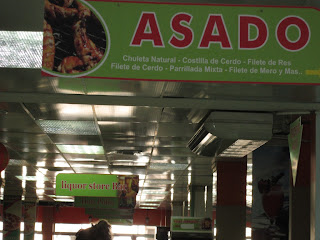 ASADO
Chuleta Natural - Costilla de Cerdo - Filete de Res
Filete de Cerdo - Parrillada Mixta - Filete de Mero y Mas..
liquor store